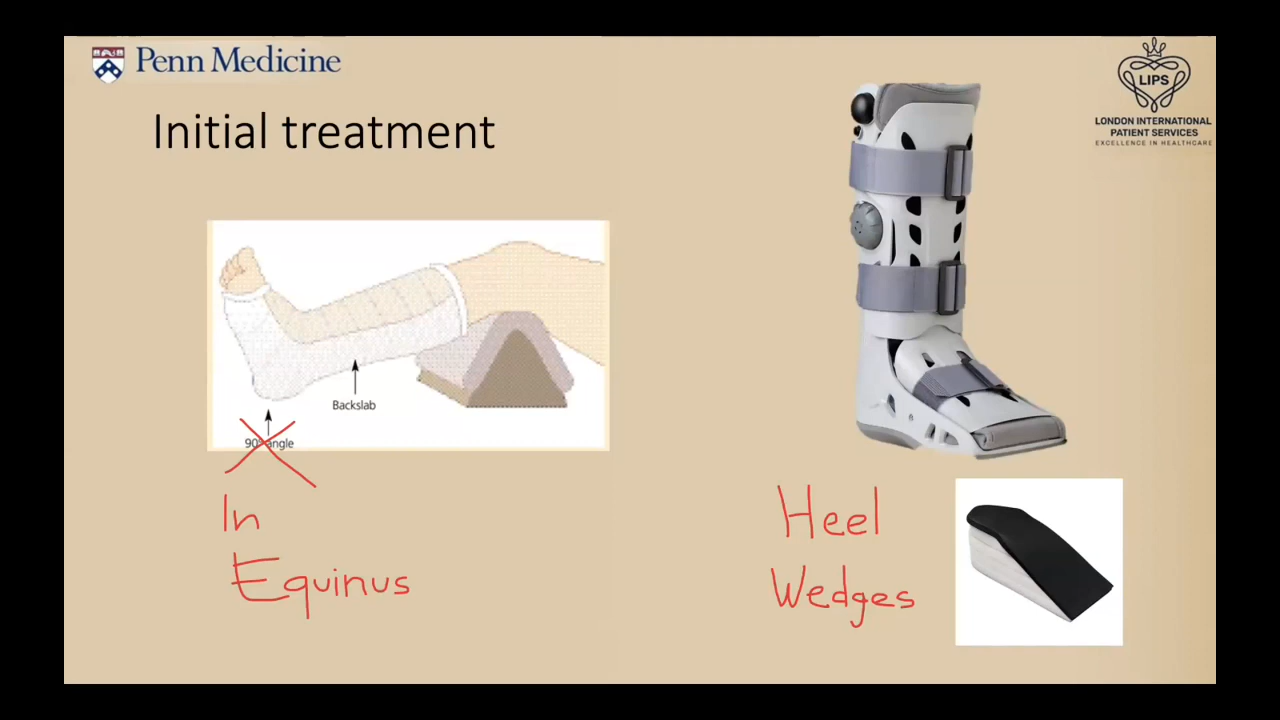 Penn Medicine
LIPS
LONDON INTERNATIONAL
PATIENT SERVICES
EXCELLENCE IN HEALTHCARE
Initial treatment
Backslab
90° angle
In
Equinus
Heel
Wedges